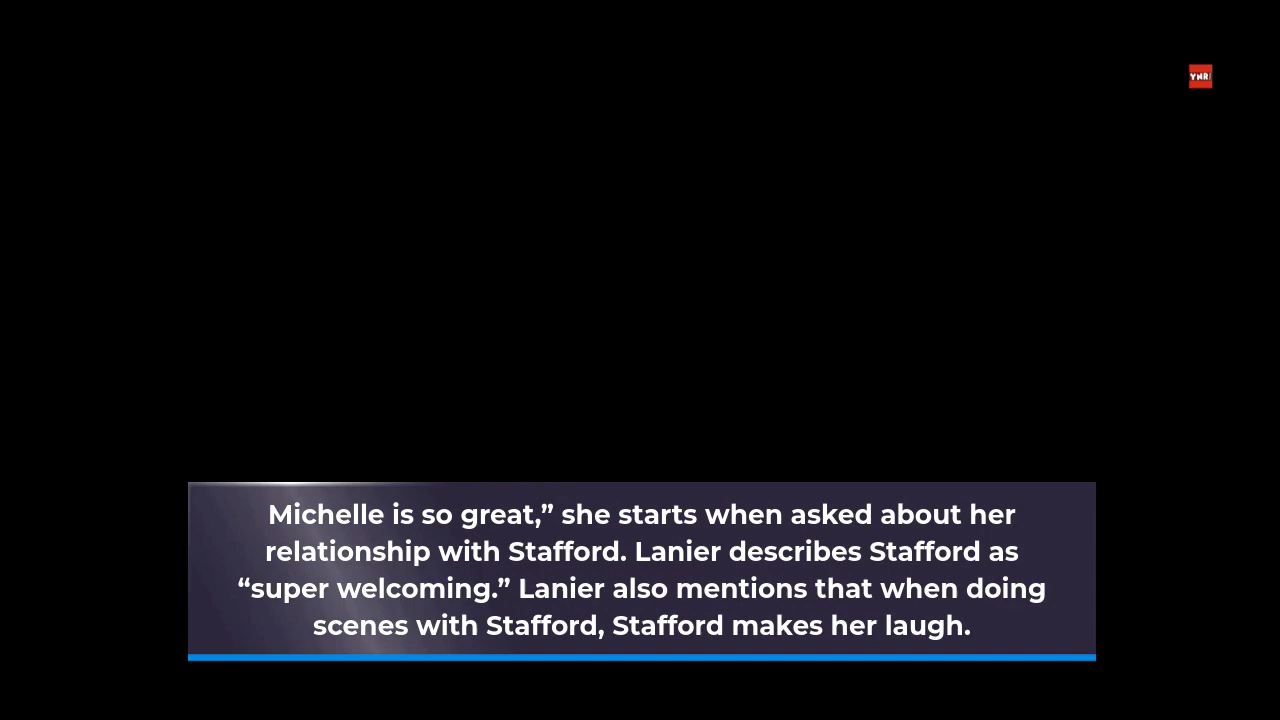 YNR
Michelle is so great,” she starts when asked about her
relationship with Stafford. Lanier describes Stafford as
“super welcoming.” Lanier also mentions that when doing
scenes with Stafford, Stafford makes her laugh.